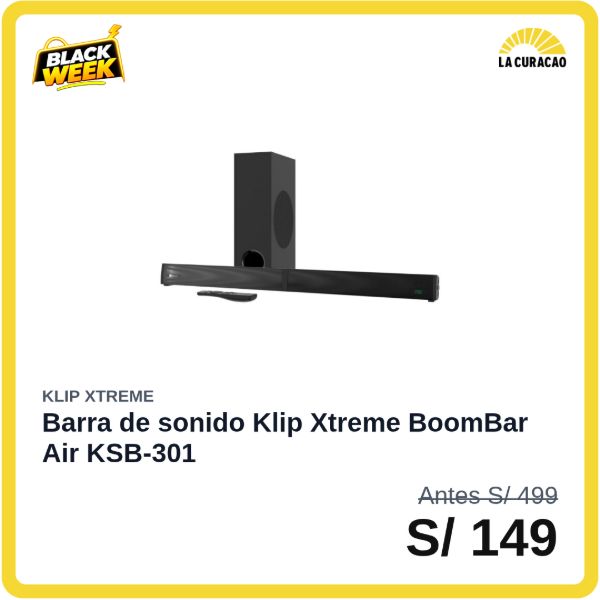 BLACK
WEEK
LA CURACAO
KLIP XTREME
Barra de sonido Klip Xtreme BoomBar
Air KSB-301
Antes S/ 499
S/ 149